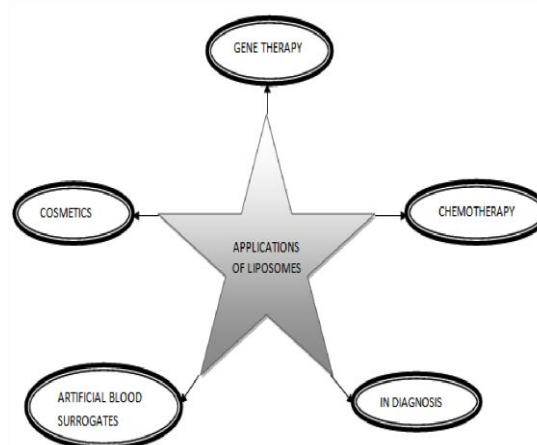 GENE THERAPY
COSMETICS
CHEMOTHERAPY
APPLICATIONS
OF LIPOSOMES
ARTIFICIAL BLOOD
SURROGATES
IN DIAGNOSIS